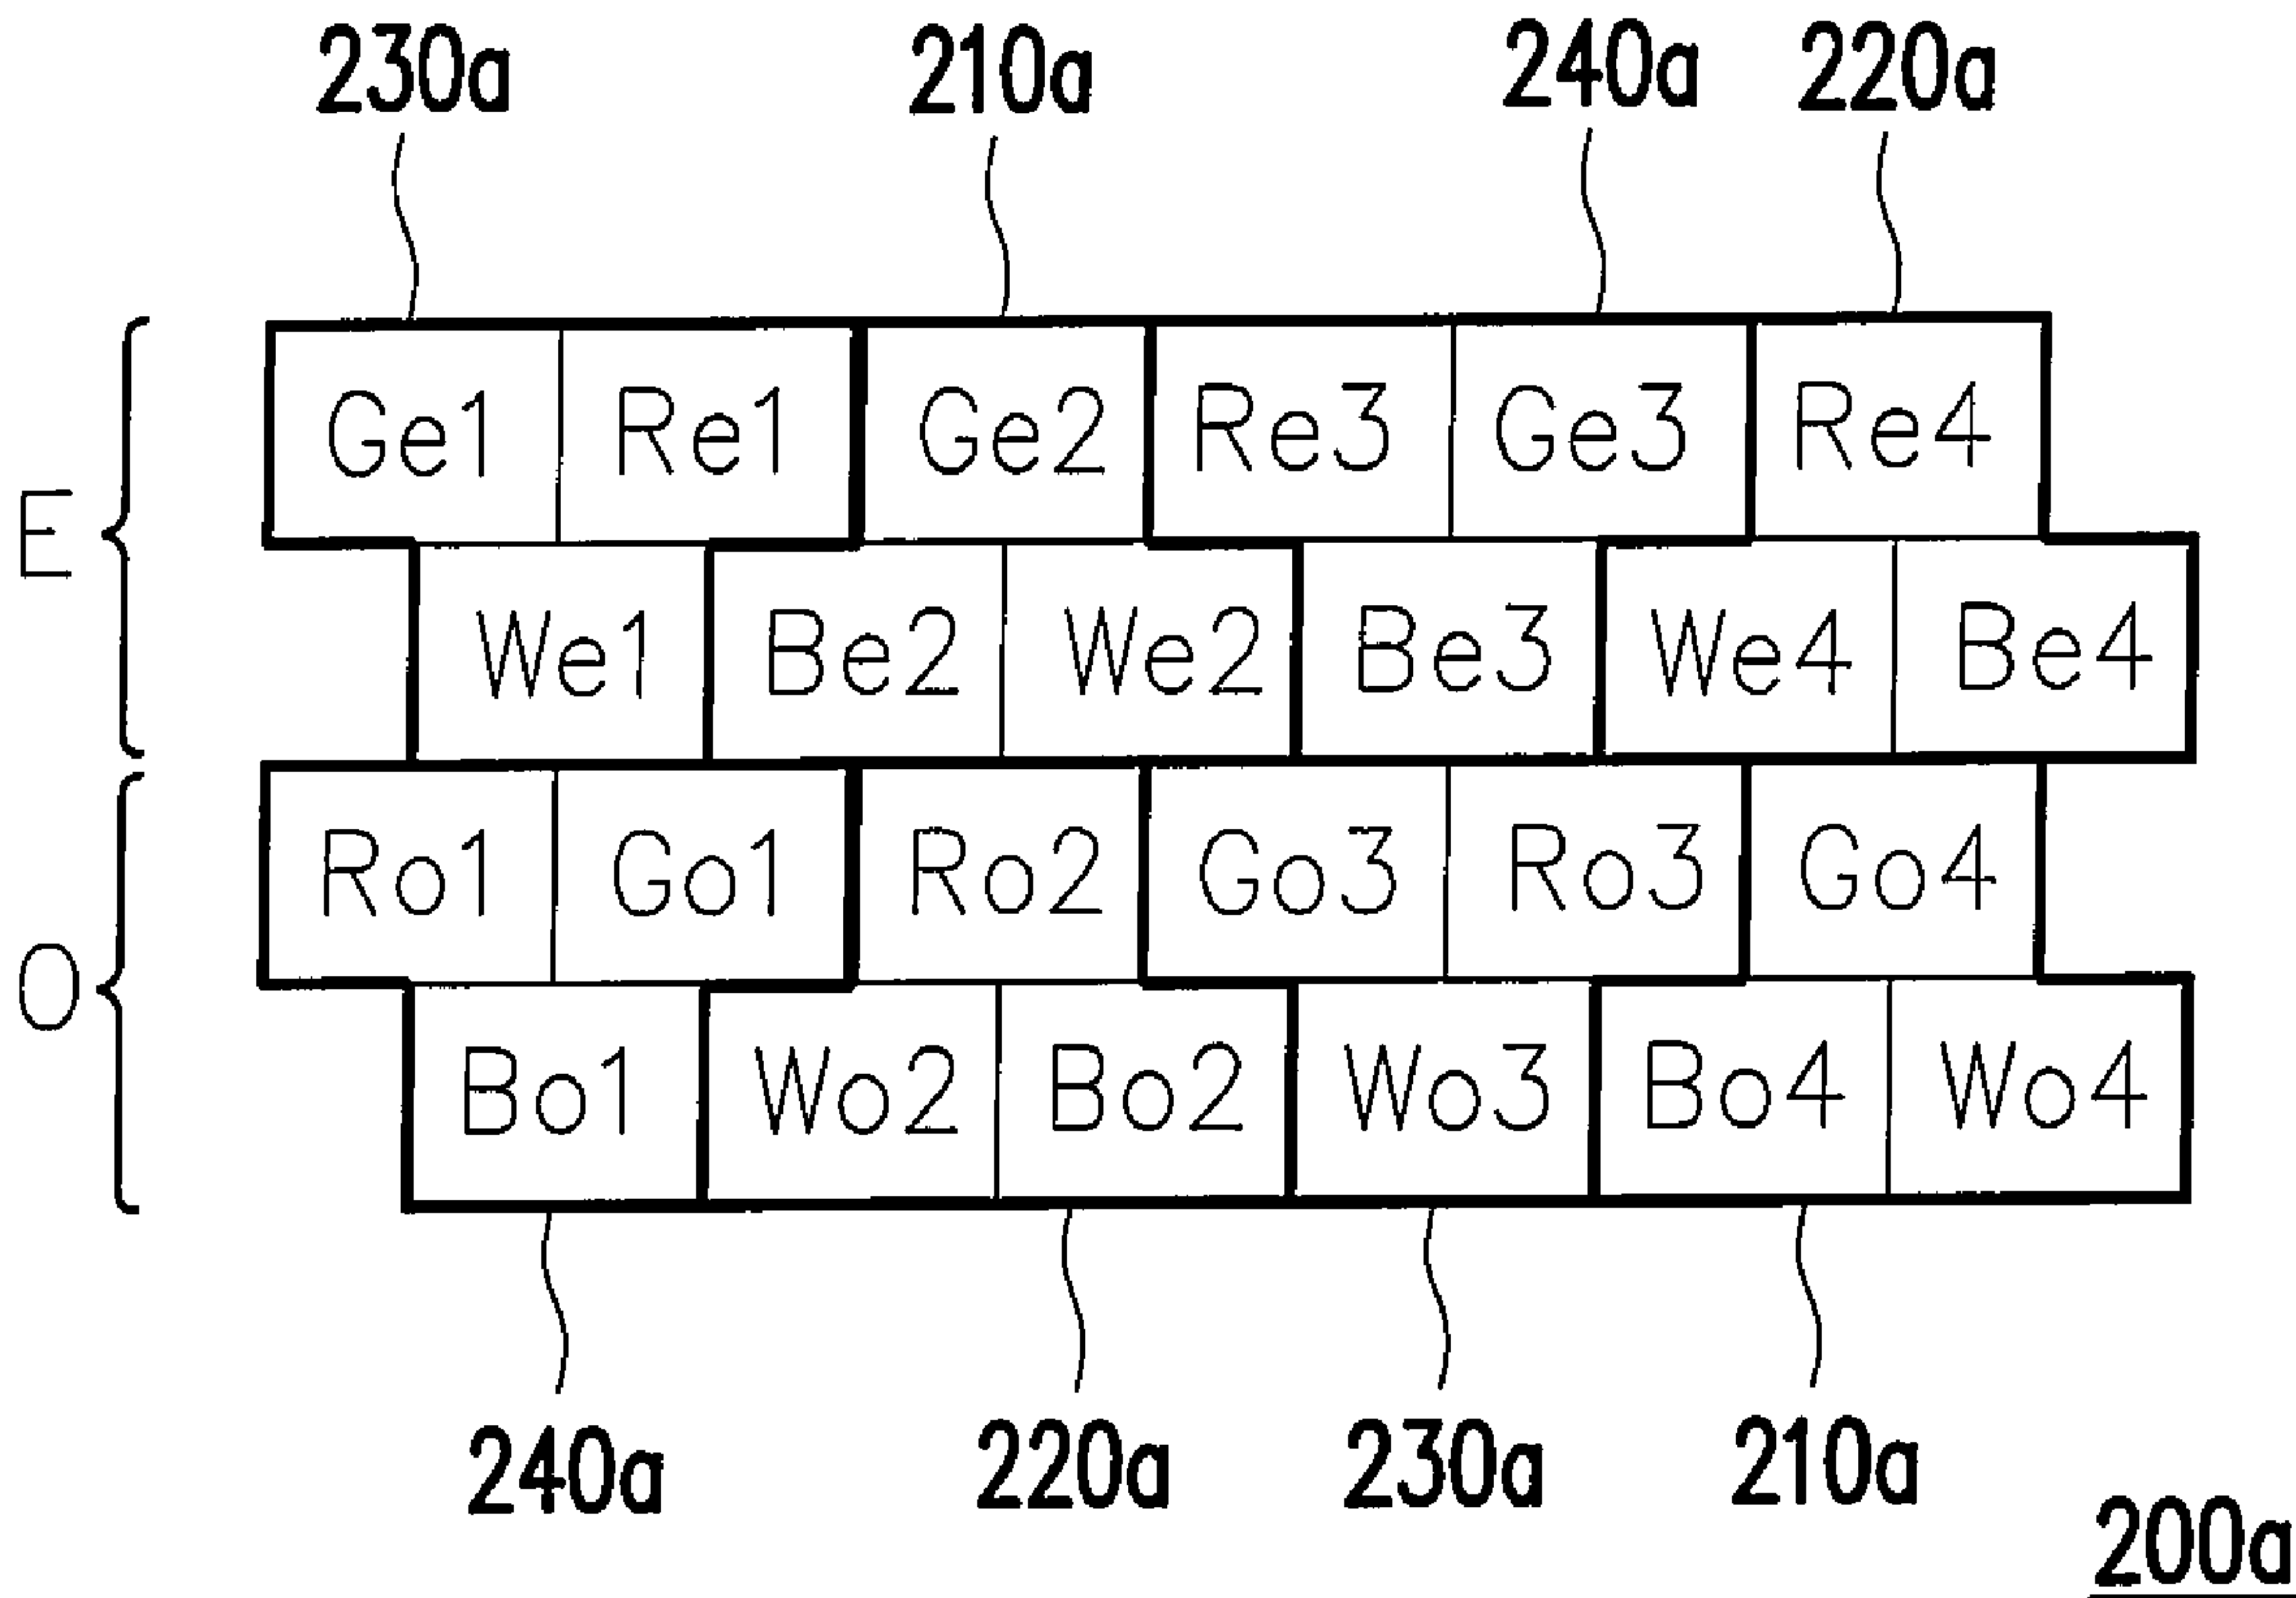 230a 210a 240a 220a
Ge1 Re1 Ge2 Re3 Ge3 Re4
E
We1 Be2 We2 Be3 We4 Be4
Ro1 Go1 Ro2 Go3 Ro3 Go4
O
Bo1 Wo2 Bo2 Wo3 Bo4 Wo4
240a 220a 230a 210a
200a